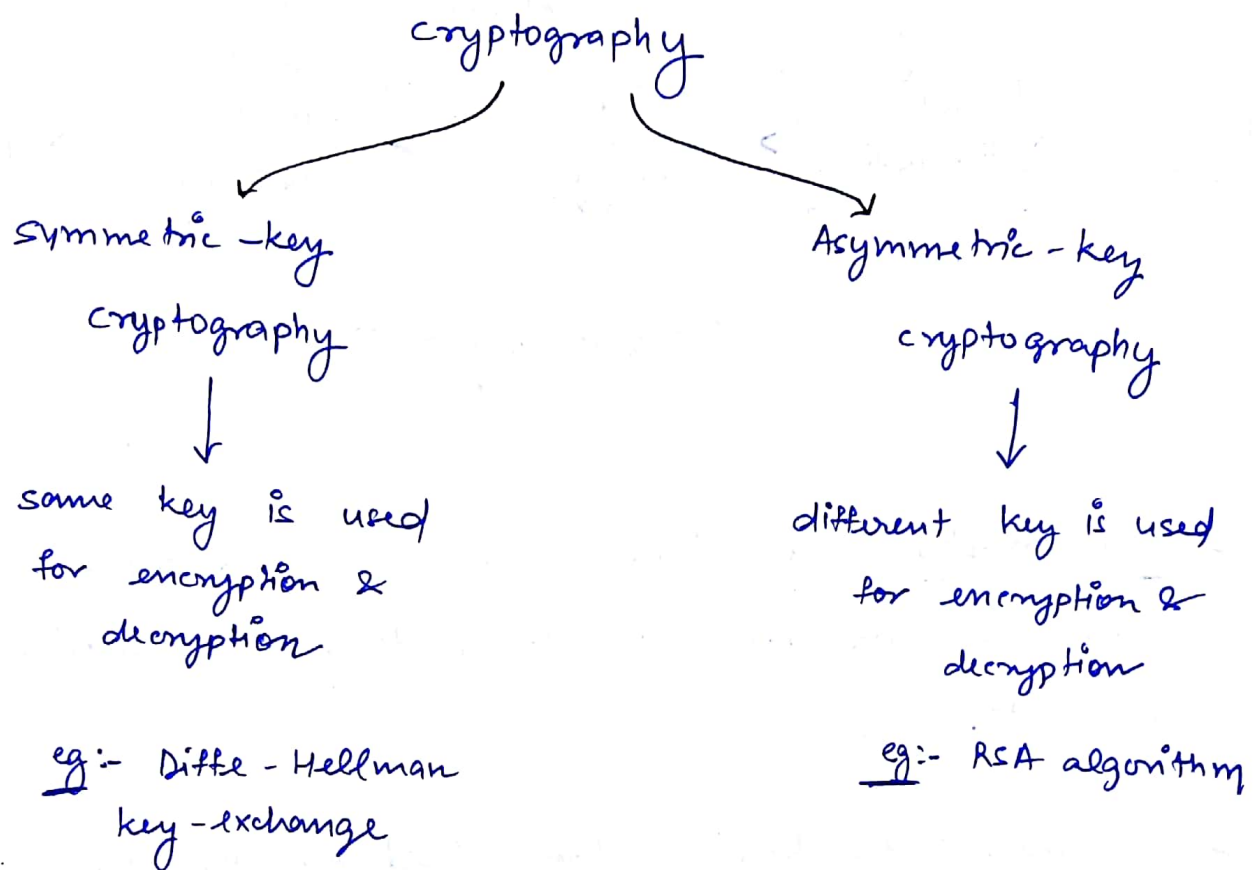 cryptography
symmetric-key
cryptography
Asymmetric-key
cryptography
same key is used
for encryption &
decryption
different key is used
for encryption &
decryption
eg:- Diffe-Hellman
key-exchange
eg:- RSA algorithm